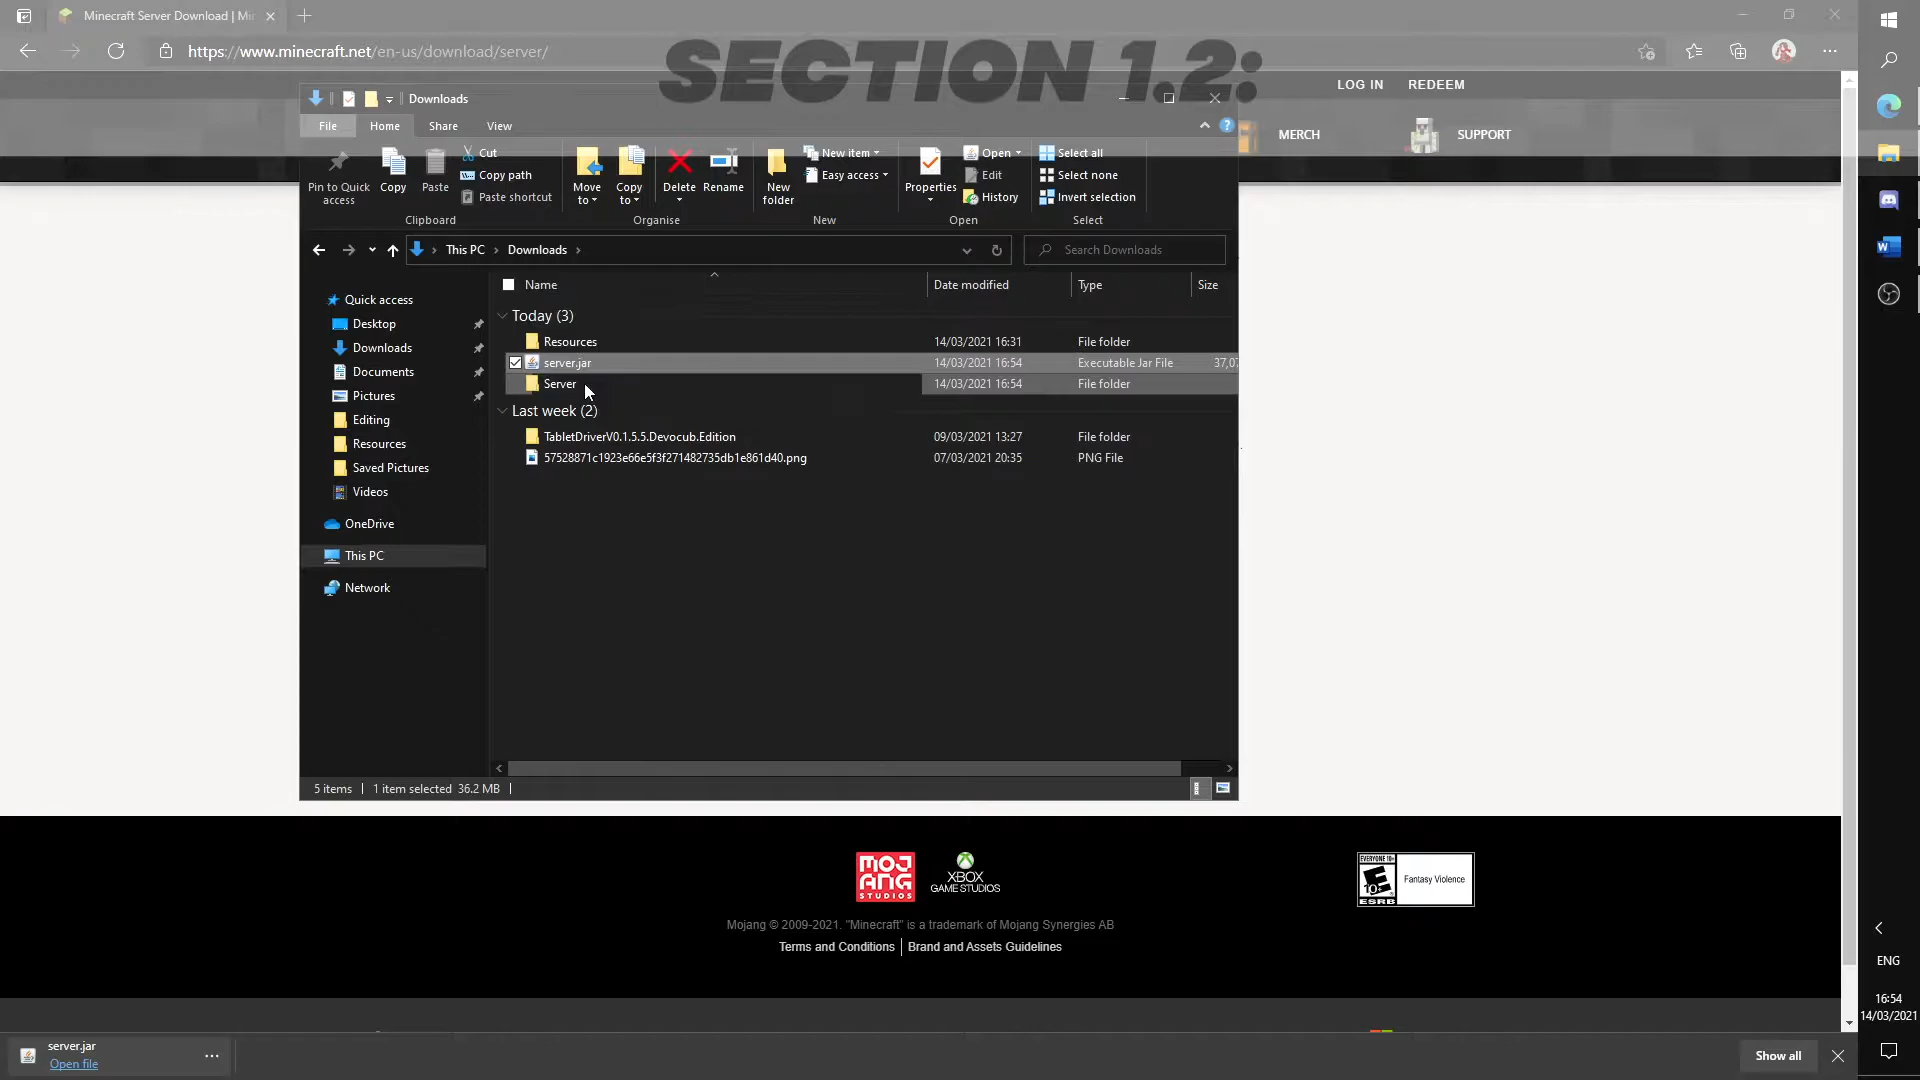 Minecraft Server Download | Mi
https://www.minecraft.net/en-us/download/server/
SECTION 1.2:
LOG IN
REDEEM
MERCH
SUPPORT
Downloads
File
Home
Share
View
Pin to Quick access
Copy
Paste
Cut
Copy path
Paste shortcut
Clipboard
Move to
Copy to
Delete
Rename
Organise
New folder
New item
Easy access
New
Properties
Open
Edit
History
Open
Select all
Select none
Invert selection
Select
This PC
Downloads
Search Downloads
Name
Date modified
Type
Size
Quick access
Desktop
Downloads
Documents
Pictures
Editing
Resources
Saved Pictures
Videos
OneDrive
This PC
Network
Today (3)
Resources 14/03/2021 16:31 File folder
server.jar 14/03/2021 16:54 Executable Jar File 37,07
Server 14/03/2021 16:54 File folder
Last week (2)
TabletDriverV0.1.5.5.Devocub.Edition 09/03/2021 13:27 File folder
57528871c1923e66e5f3f271482735db1e861d40.png 07/03/2021 20:35 PNG File
5 items
1 item selected 36.2 MB
MOJANG STUDIOS
XBOX
GAME STUDIOS
EVERYONE 10+
E
10+
ESRB
Fantasy Violence
Mojang © 2009-2021. "Minecraft" is a trademark of Mojang Synergies AB
Terms and Conditions
Brand and Assets Guidelines
ENG
16:54
14/03/2021
server.jar
Open file
Show all